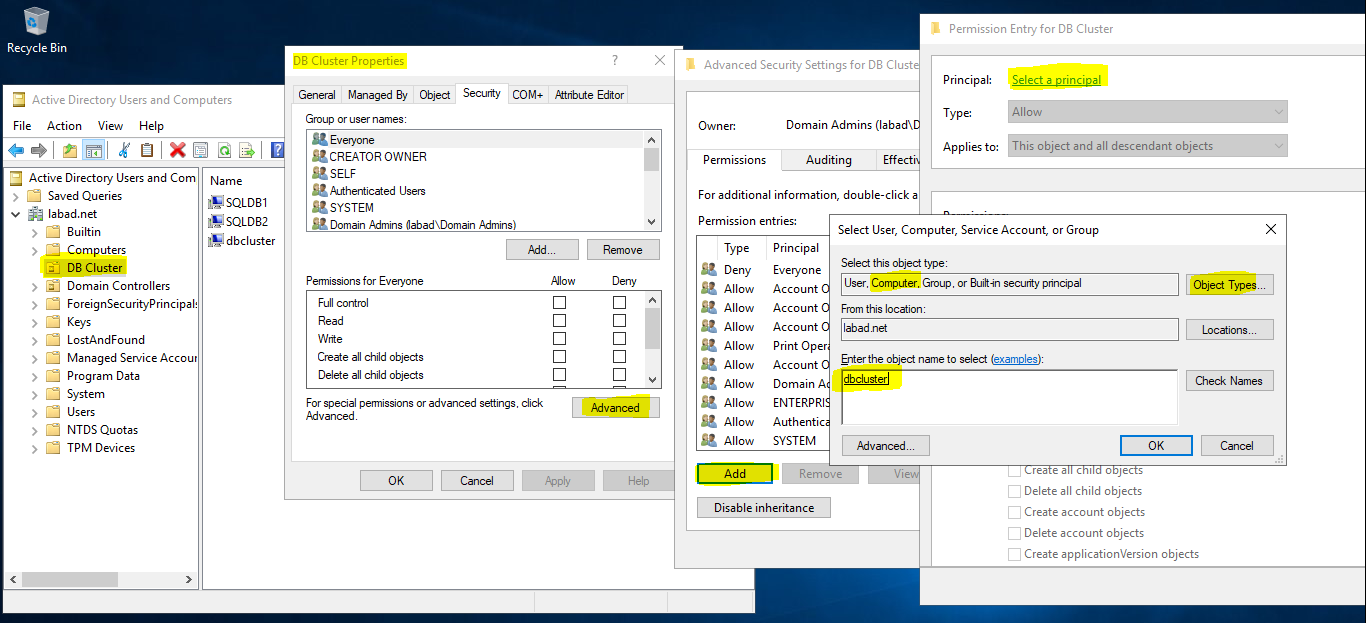 Recycle Bin
Active Directory Users and Computers
File Action View Help
Active Directory Users and Com
Saved Queries
labad.net
Builtin
Computers
DB Cluster
Domain Controllers
ForeignSecurityPrincipals
Keys
LostAndFound
Managed Service Accour
Program Data
System
Users
NTDS Quotas
TPM Devices
Name
SQLDB1
SQLDB2
dbcluster
DB Cluster Properties
?
General Managed By Object Security COM+ Attribute Editor
Group or user names:
Everyone
CREATOR OWNER
SELF
Authenticated Users
SYSTEM
Domain Admins (labad\Domain Admins)
Add... Remove
Permissions for Everyone Allow Deny
Full control
Read
Write
Create all child objects
Delete all child objects
For special permissions or advanced settings, click
Advanced.
Advanced
OK Cancel Apply Help
Advanced Security Settings for DB Cluste
Owner: Domain Admins (labad\D
Permissions Auditing Effectiv
For additional information, double-click a
Permission entries:
Type Principal
Deny Everyone
Allow Account O
Allow Account O
Allow Account O
Allow Print Opera
Allow Account O
Allow Domain Ad
Allow ENTERPRIS
Allow Authentica
Allow SYSTEM
Add Remove View
Disable inheritance
Permission Entry for DB Cluster
Principal: Select a principal
Type: Allow
Applies to: This object and all descendant objects
Select User, Computer, Service Account, or Group
Select this object type:
User, Computer, Group, or Built-in security principal
Object Types...
From this location:
labad.net
Locations...
Enter the object name to select (examples):
dbcluster
Check Names
Advanced... OK Cancel
Create all child objects
Delete all child objects
Create account objects
Delete account objects
Create applicationVersion objects